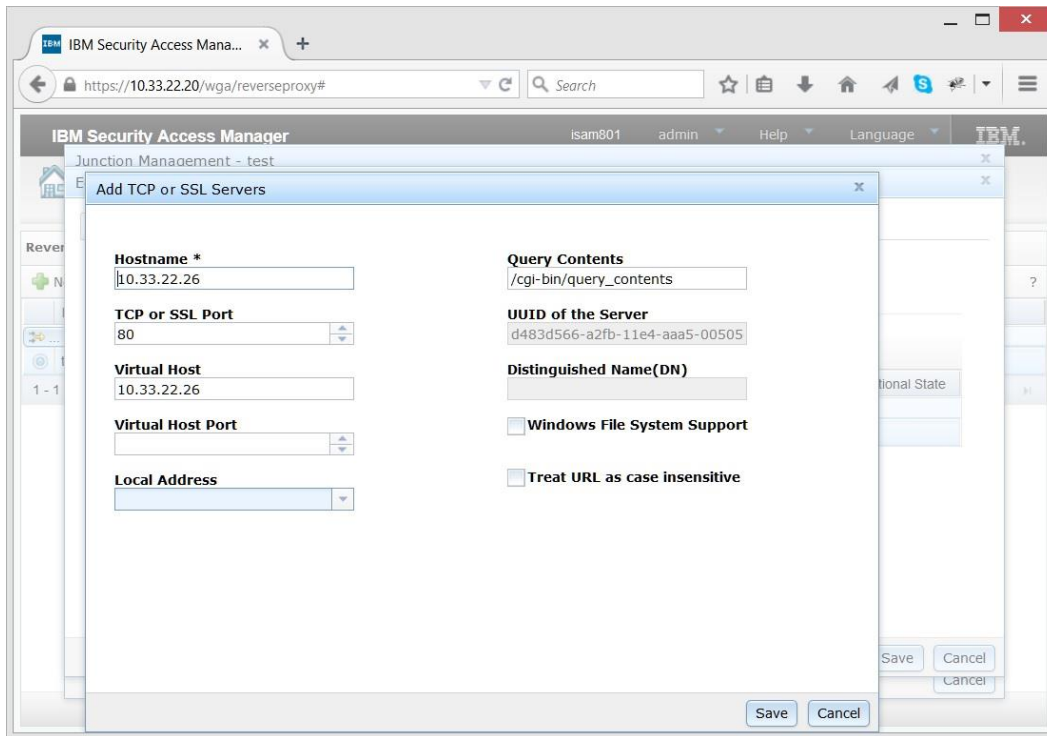 IBM IBM Security Access Mana...
https://10.33.22.20/wga/reverseproxy#
Search
IBM Security Access Manager
isam801 admin Help Language IBM.
Junction Management - test
E
Add TCP or SSL Servers
Rever
N
?
1 - 1
tional State
Hostname *
10.33.22.26
TCP or SSL Port
80
Virtual Host
10.33.22.26
Virtual Host Port
Local Address
Query Contents
/cgi-bin/query_contents
UUID of the Server
d483d566-a2fb-11e4-aaa5-00505
Distinguished Name(DN)
Windows File System Support
Treat URL as case insensitive
Save Cancel
Cancel
Save Cancel